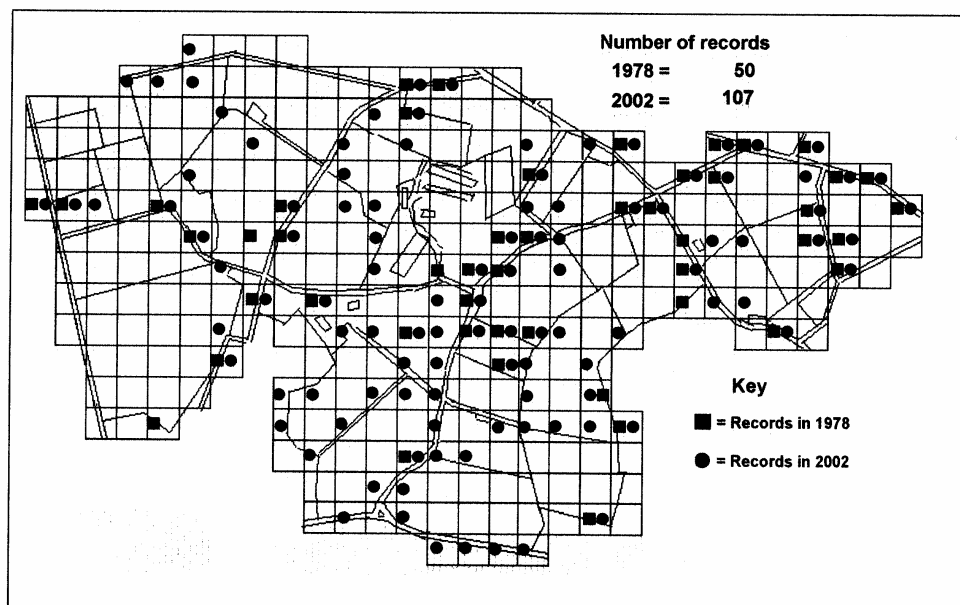 Number of records
1978 = 50
2002 = 107
Key
= Records in 1978
= Records in 2002